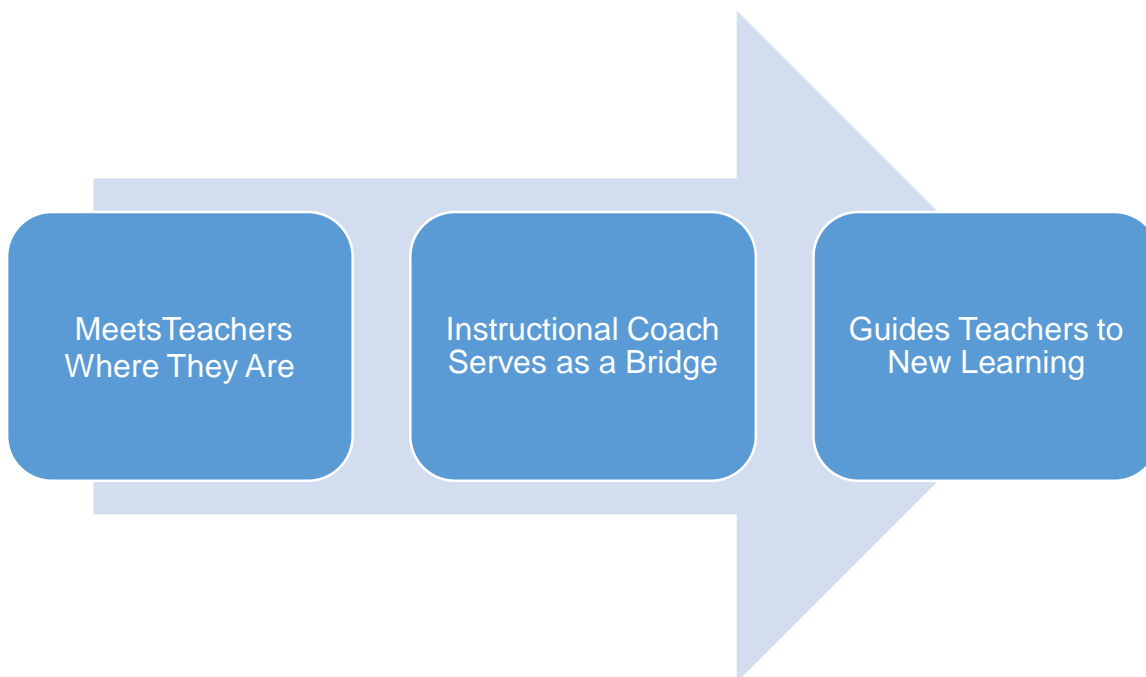 MeetsTeachers
Where They Are
Instructional Coach
Serves as a Bridge
Guides Teachers to
New Learning